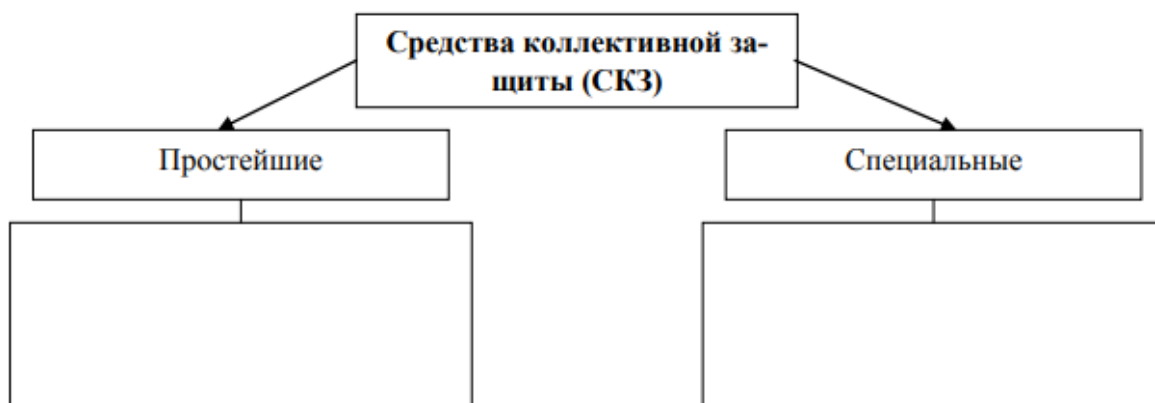 Средства коллективной за-
щиты (СКЗ)
Простейшие
Специальные